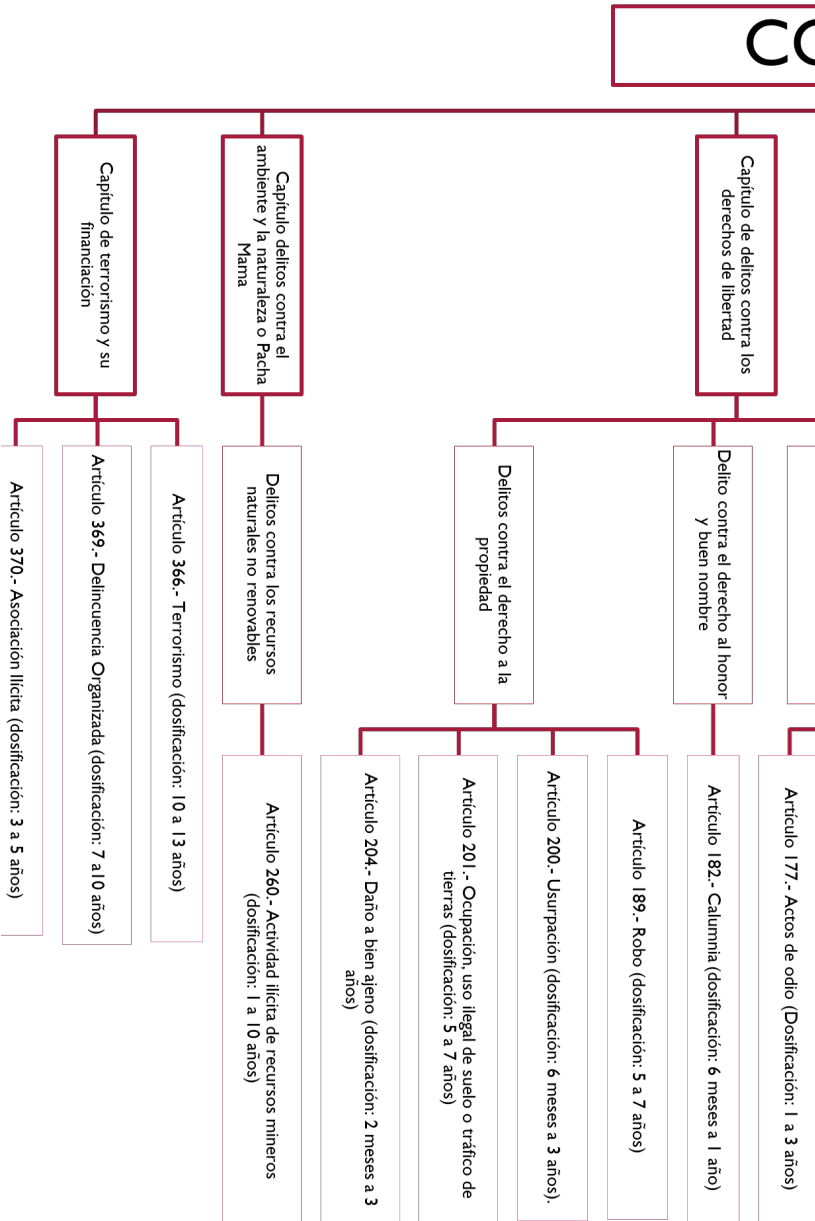 Capítulo de delitos contra los
derechos de libertad
Artículo 177.- Actos de odio (Dosificación: 1 a 3 años)
Delito contra el derecho al honor
y buen nombre
Artículo 182.- Calumnia (dosificación: 6 meses a 1 año)
Delitos contra el derecho a la
propiedad
Artículo 189.- Robo (dosificación: 5 a 7 años)
Artículo 200.- Usurpación (dosificación: 6 meses a 3 años).
Artículo 201.- Ocupación, uso ilegal de suelo o tráfico de
tierras (dosificación: 5 a 7 años)
Artículo 204.- Daño a bien ajeno (dosificación: 2 meses a 3
años)
Capítulo delitos contra el
ambiente y la naturaleza o Pacha
Mama
Delitos contra los recursos
naturales no renovables
Artículo 260.- Actividad ilícita de recursos mineros
(dosificación: 1 a 10 años)
Capítulo de terrorismo y su
financiación
Artículo 366.- Terrorismo (dosificación: 10 a 13 años)
Artículo 369.- Delincuencia Organizada (dosificación: 7 a10 años)
Artículo 370.- Asociación Ilícita (dosificación: 3 a 5 años)